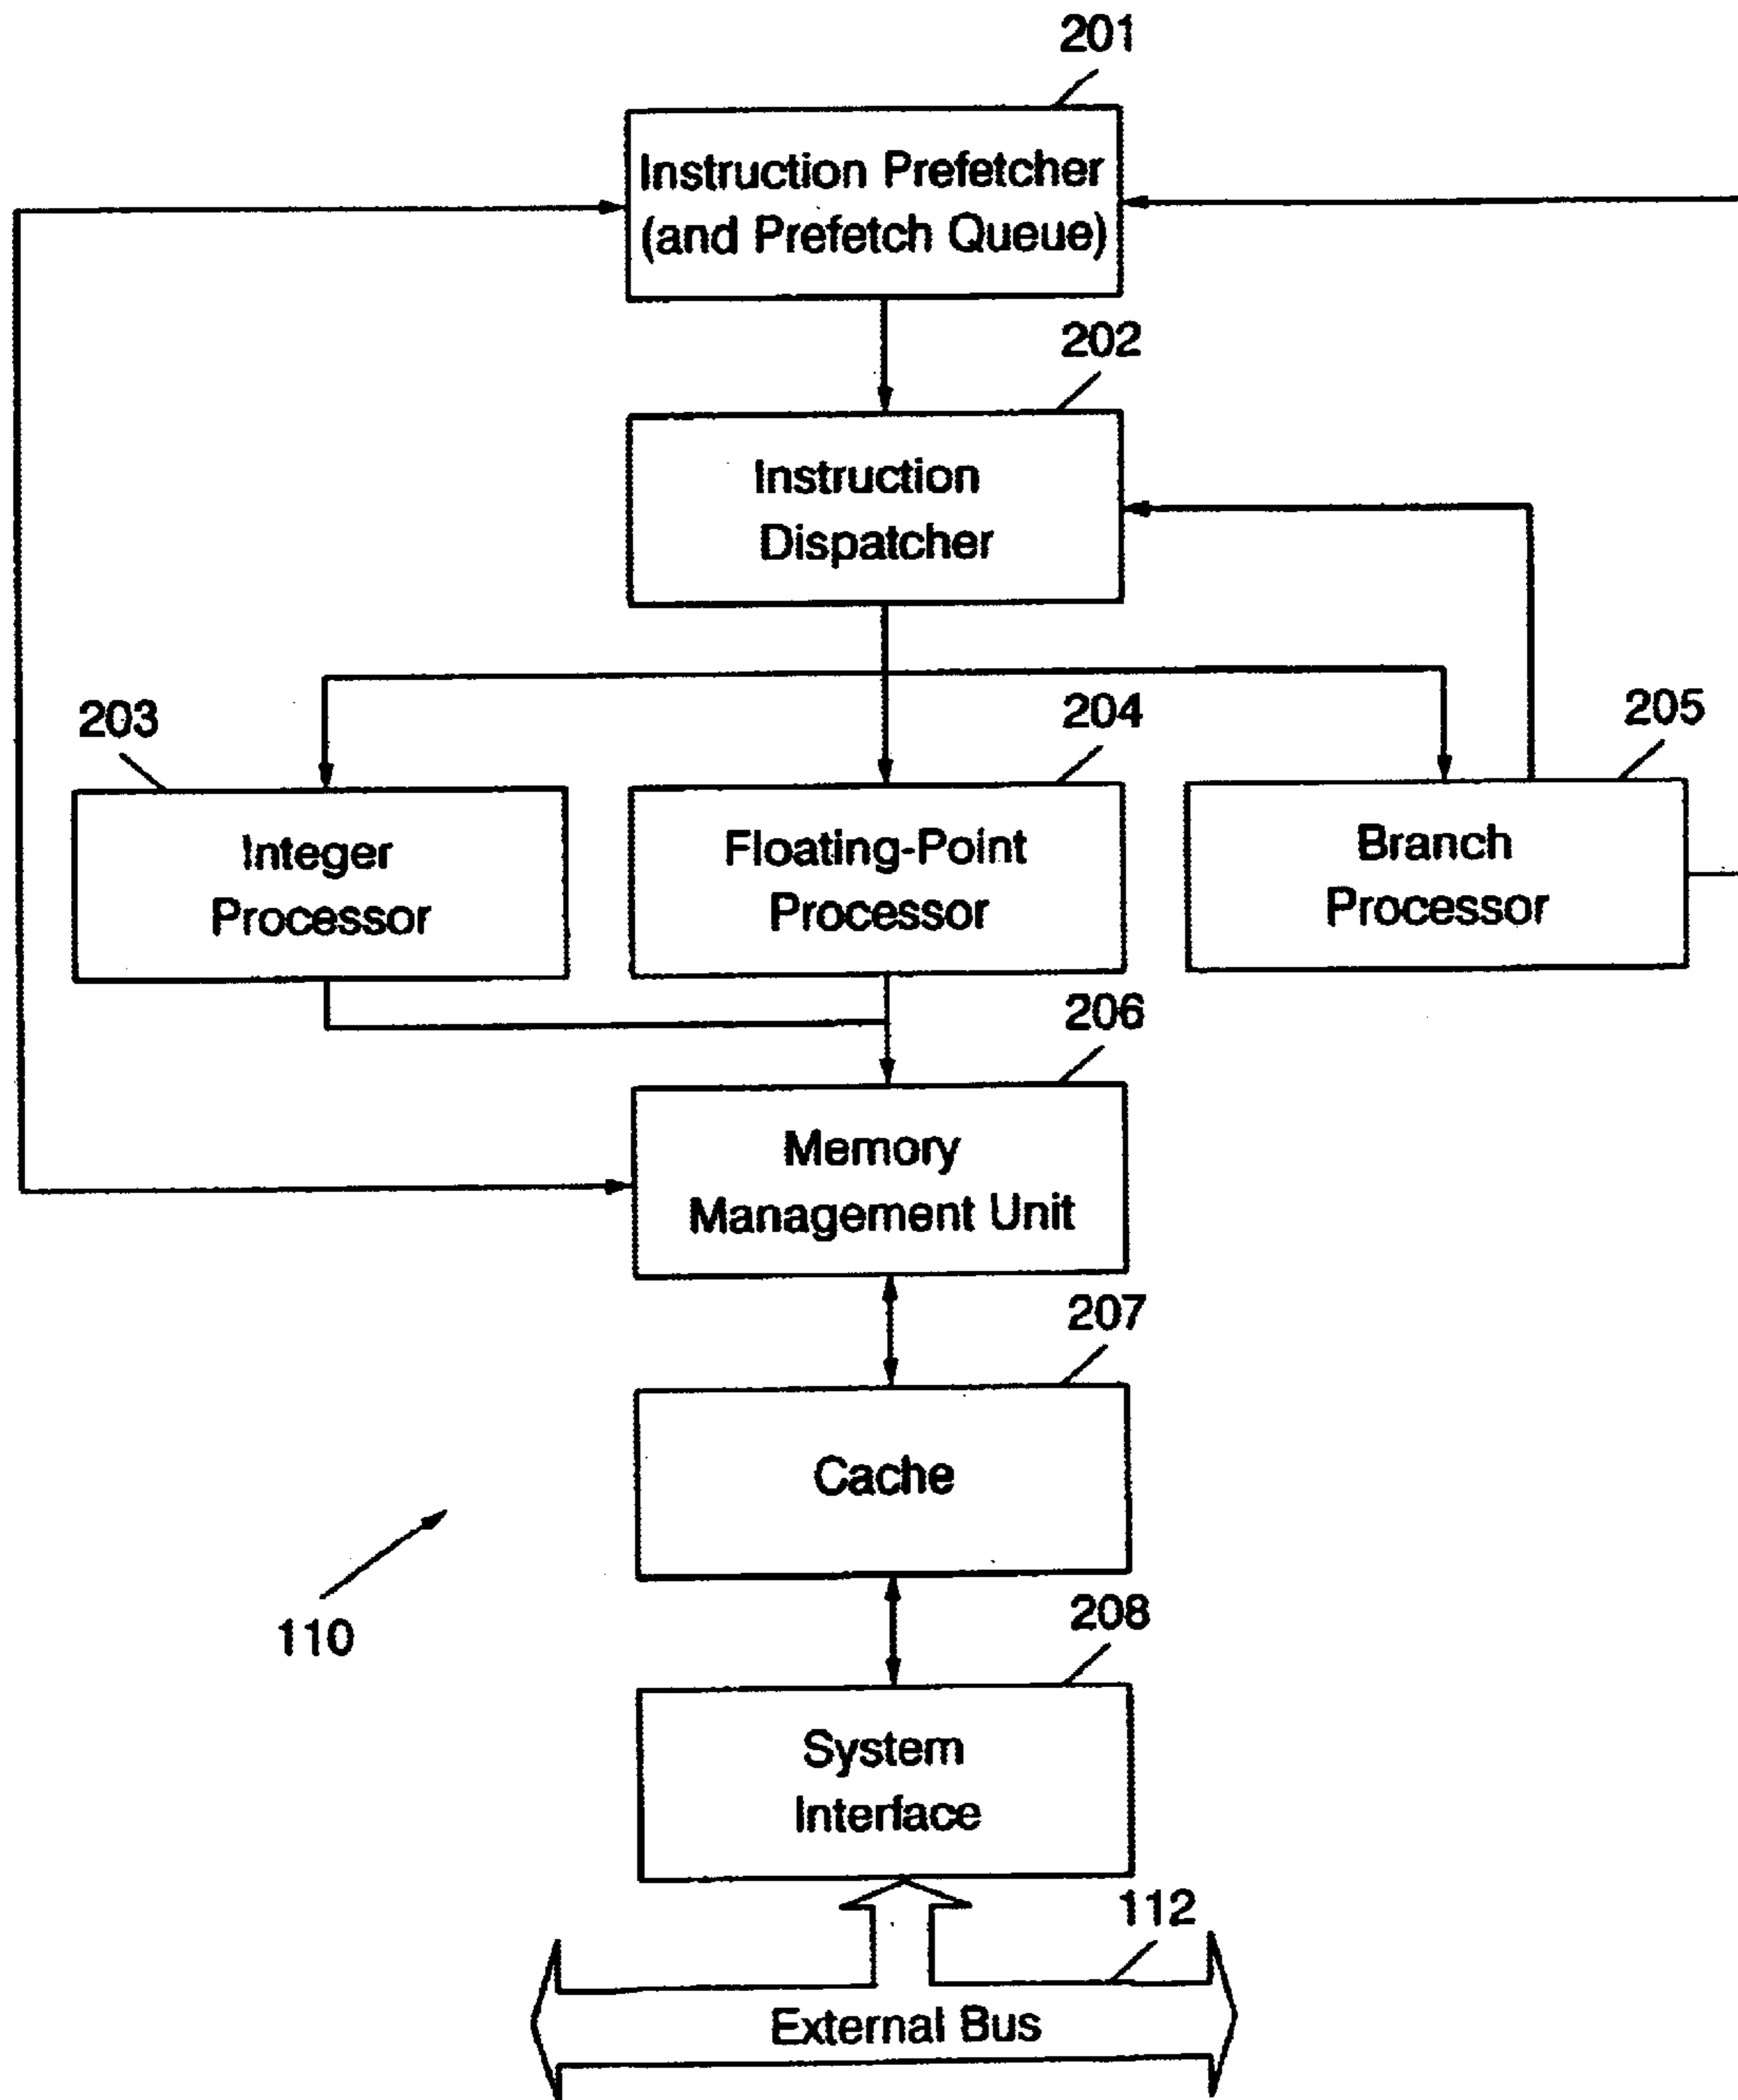 201
Instruction Prefetcher
(and Prefetch Queue)
202
Instruction
Dispatcher
203
204
205
Integer
Processor
Floating-Point
Processor
Branch
Processor
206
Memory
Management Unit
207
Cache
110
208
System
Interface
112
External Bus